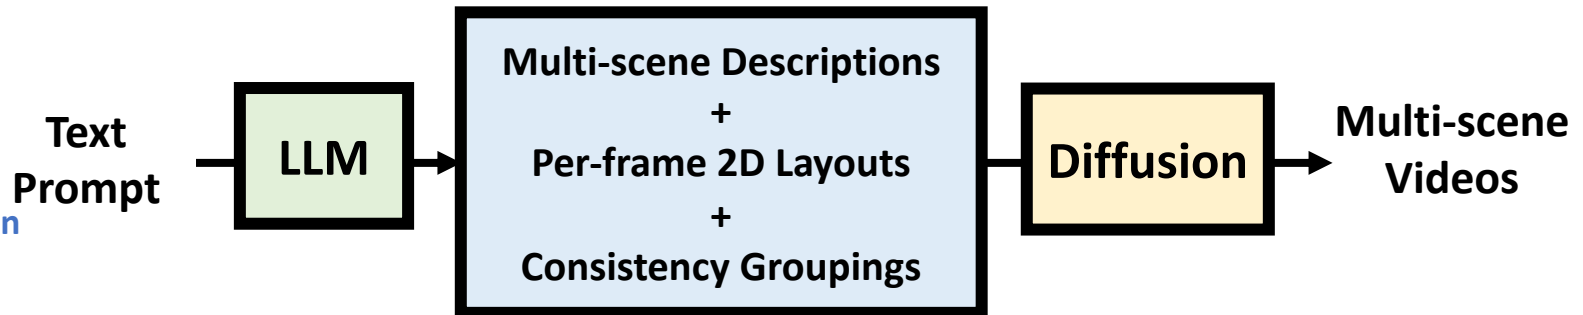 Text
Prompt
n
LLM
Multi-scene Descriptions
+
Per-frame 2D Layouts
+
Consistency Groupings
Diffusion
Multi-scene
Videos